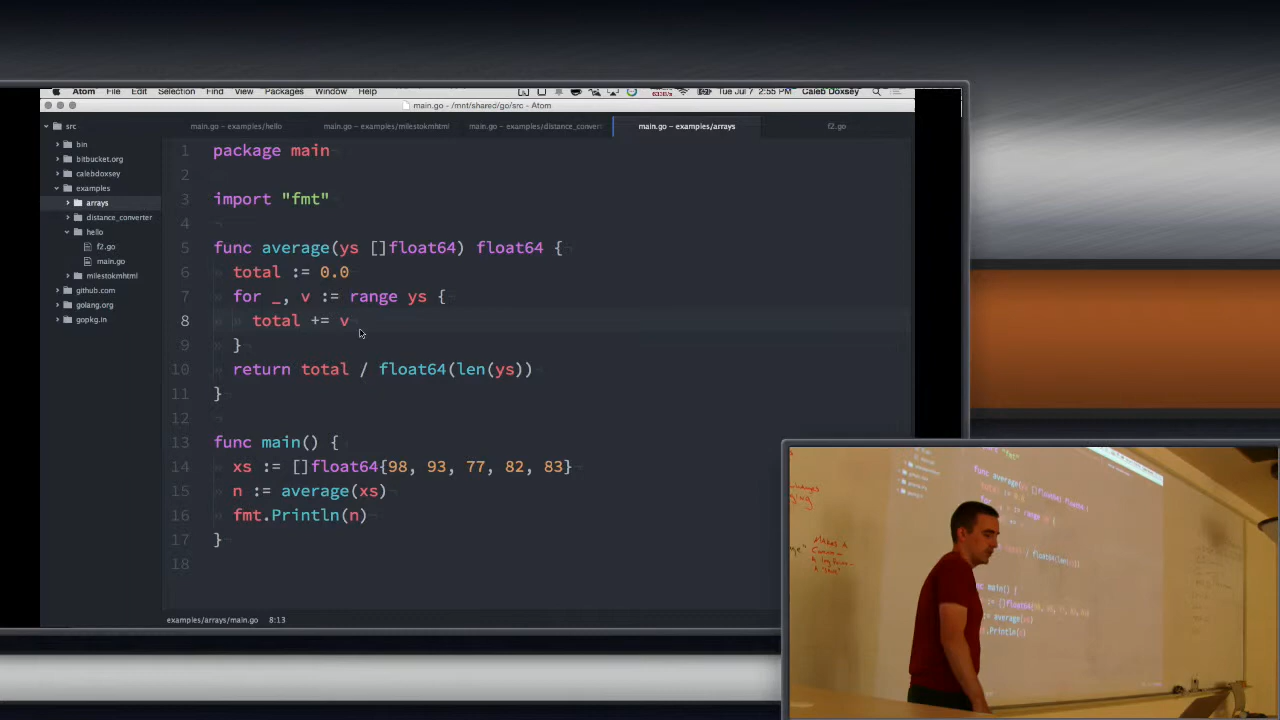 Atom File Edit Selection Find View Packages Window Help Tue Jul 7 2:55 PM Caleb Doxsey
main.go - /mnt/shared/go/src - Atom
src
main.go - examples/hello
main.go - examples/milestokmhtml
main.go - examples/distance_convert
main.go - examples/arrays
f2.go
bin
bitbucket.org
calebdoxsey
examples
arrays
distance_converter
hello
f2.go
main.go
milestokmhtml
github.com
golang.org
gopkg.in
1 package main
2
3 import "fmt"
4
5 func average(ys []float64) float64 {
6 total := 0.0
7 for _, v := range ys {
8 total += v
9 }
10 return total / float64(len(ys))
11 }
12
13 func main() {
14 xs := []float64{98, 93, 77, 82, 83}
15 n := average(xs)
16 fmt.Println(n)
17 }
18
examples/arrays/main.go 8:13